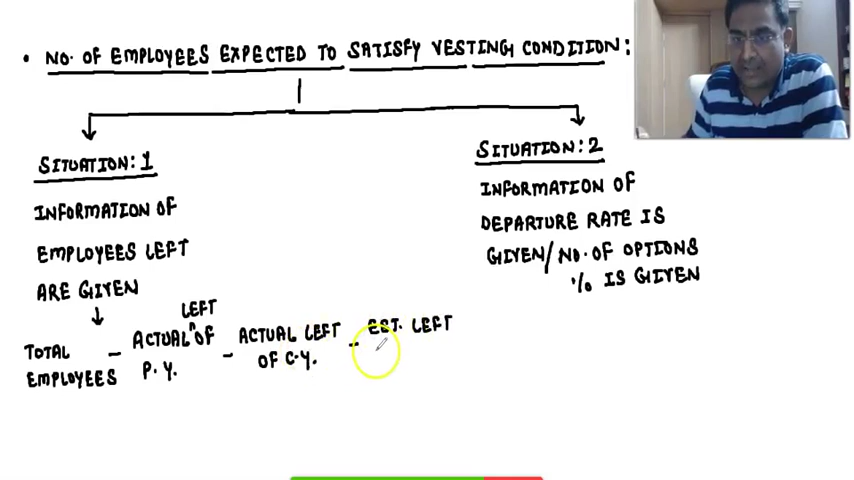 • NO. OF EMPLOYEES EXPECTED TO SATISFY VESTING CONDITION:
SITUATION: 1
INFORMATION OF
EMPLOYEES LEFT
ARE GIVEN
TOTAL EMPLOYEES - ACTUAL LEFT OF P.Y. - ACTUAL LEFT OF C.Y. - EST. LEFT
SITUATION: 2
INFORMATION OF
DEPARTURE RATE IS
GIVEN/NO. OF OPTIONS
% IS GIVEN